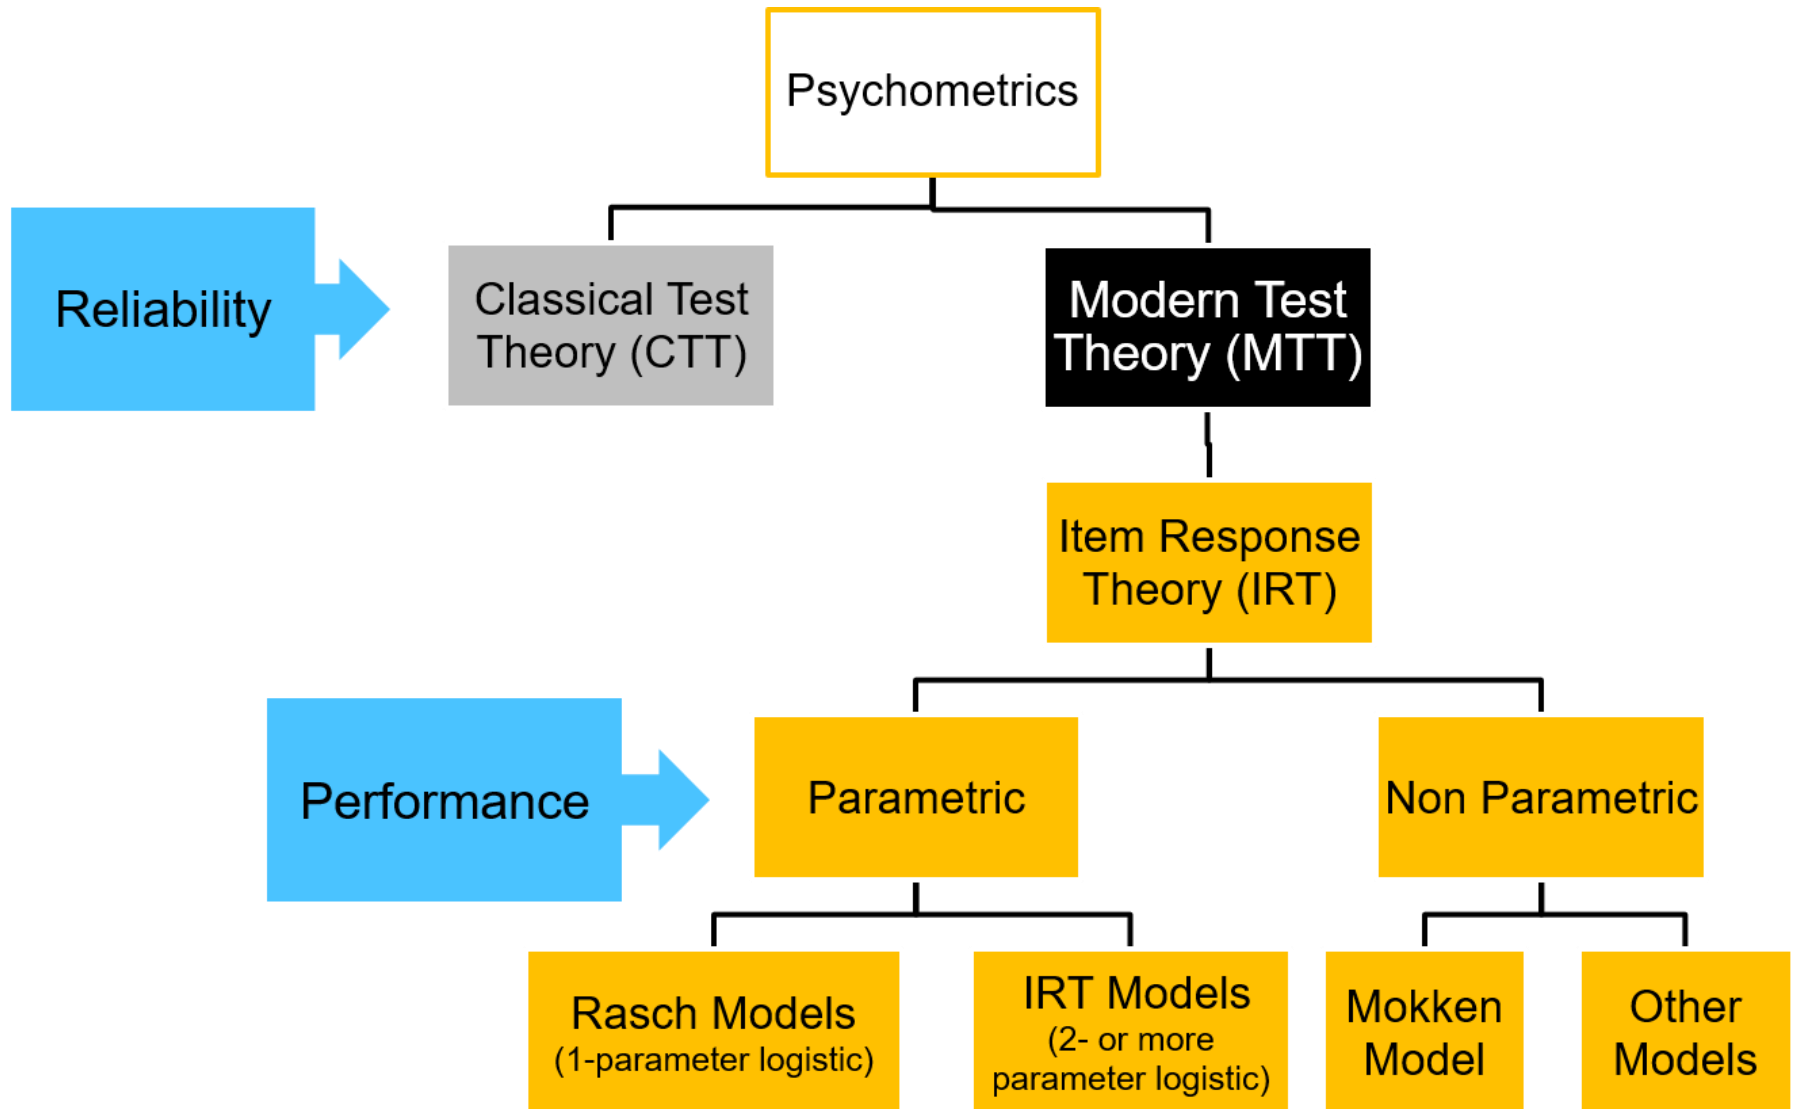 Psychometrics
Reliability
Classical Test
Theory (CTT)
Modern Test
Theory (MTT)
Item Response
Theory (IRT)
Performance
Parametric
Non Parametric
Rasch Models
(1-parameter logistic)
IRT Models
(2- or more
parameter logistic)
Mokken
Model
Other
Models